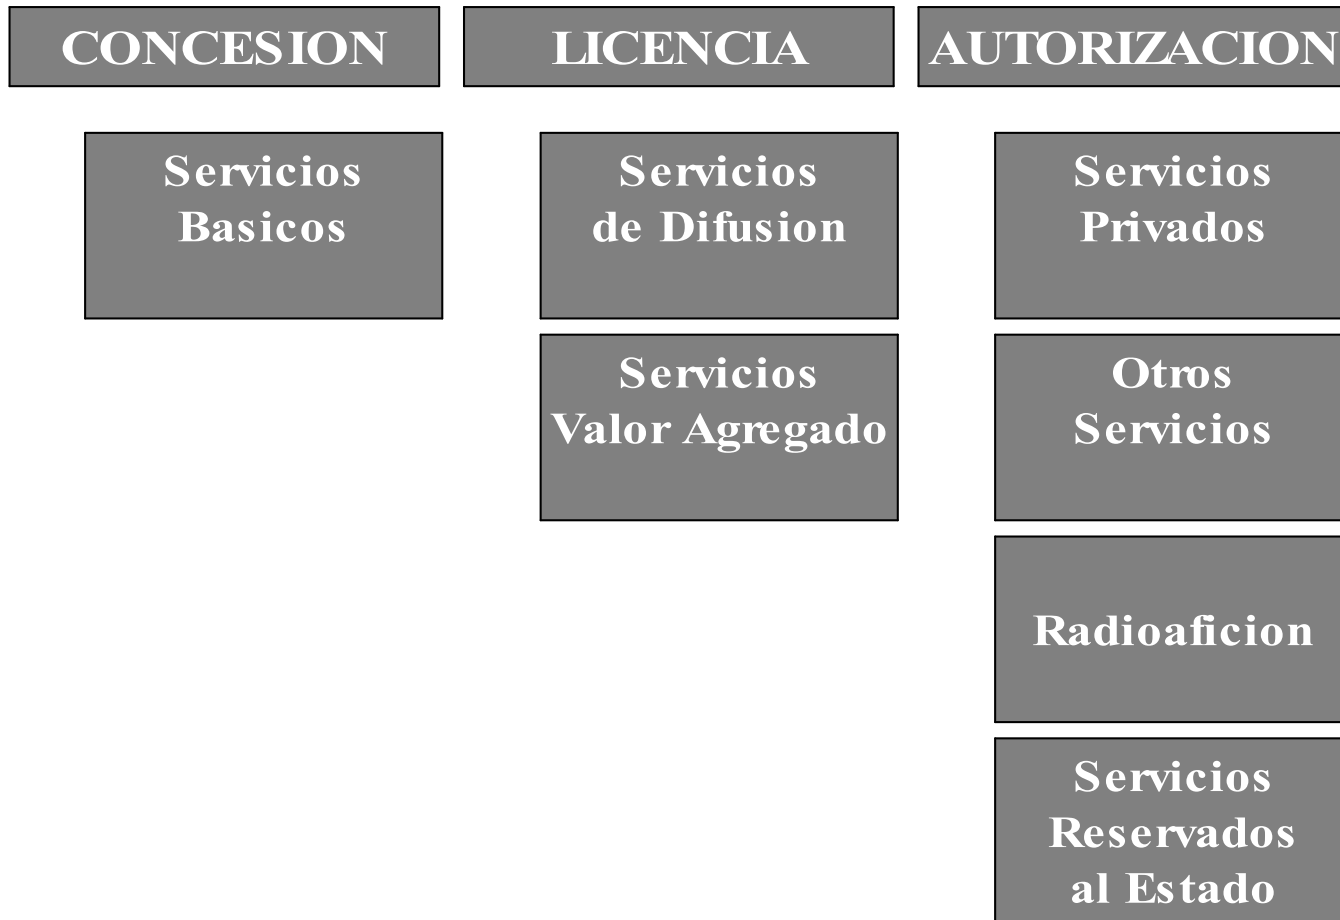 CONCESION
LICENCIA
AUTORIZACION
Servicios
Basicos
Servicios
de Difusion
Servicios
Valor Agregado
Servicios
Privados
Otros
Servicios
Radioaficion
Servicios
Reservados
al Estado